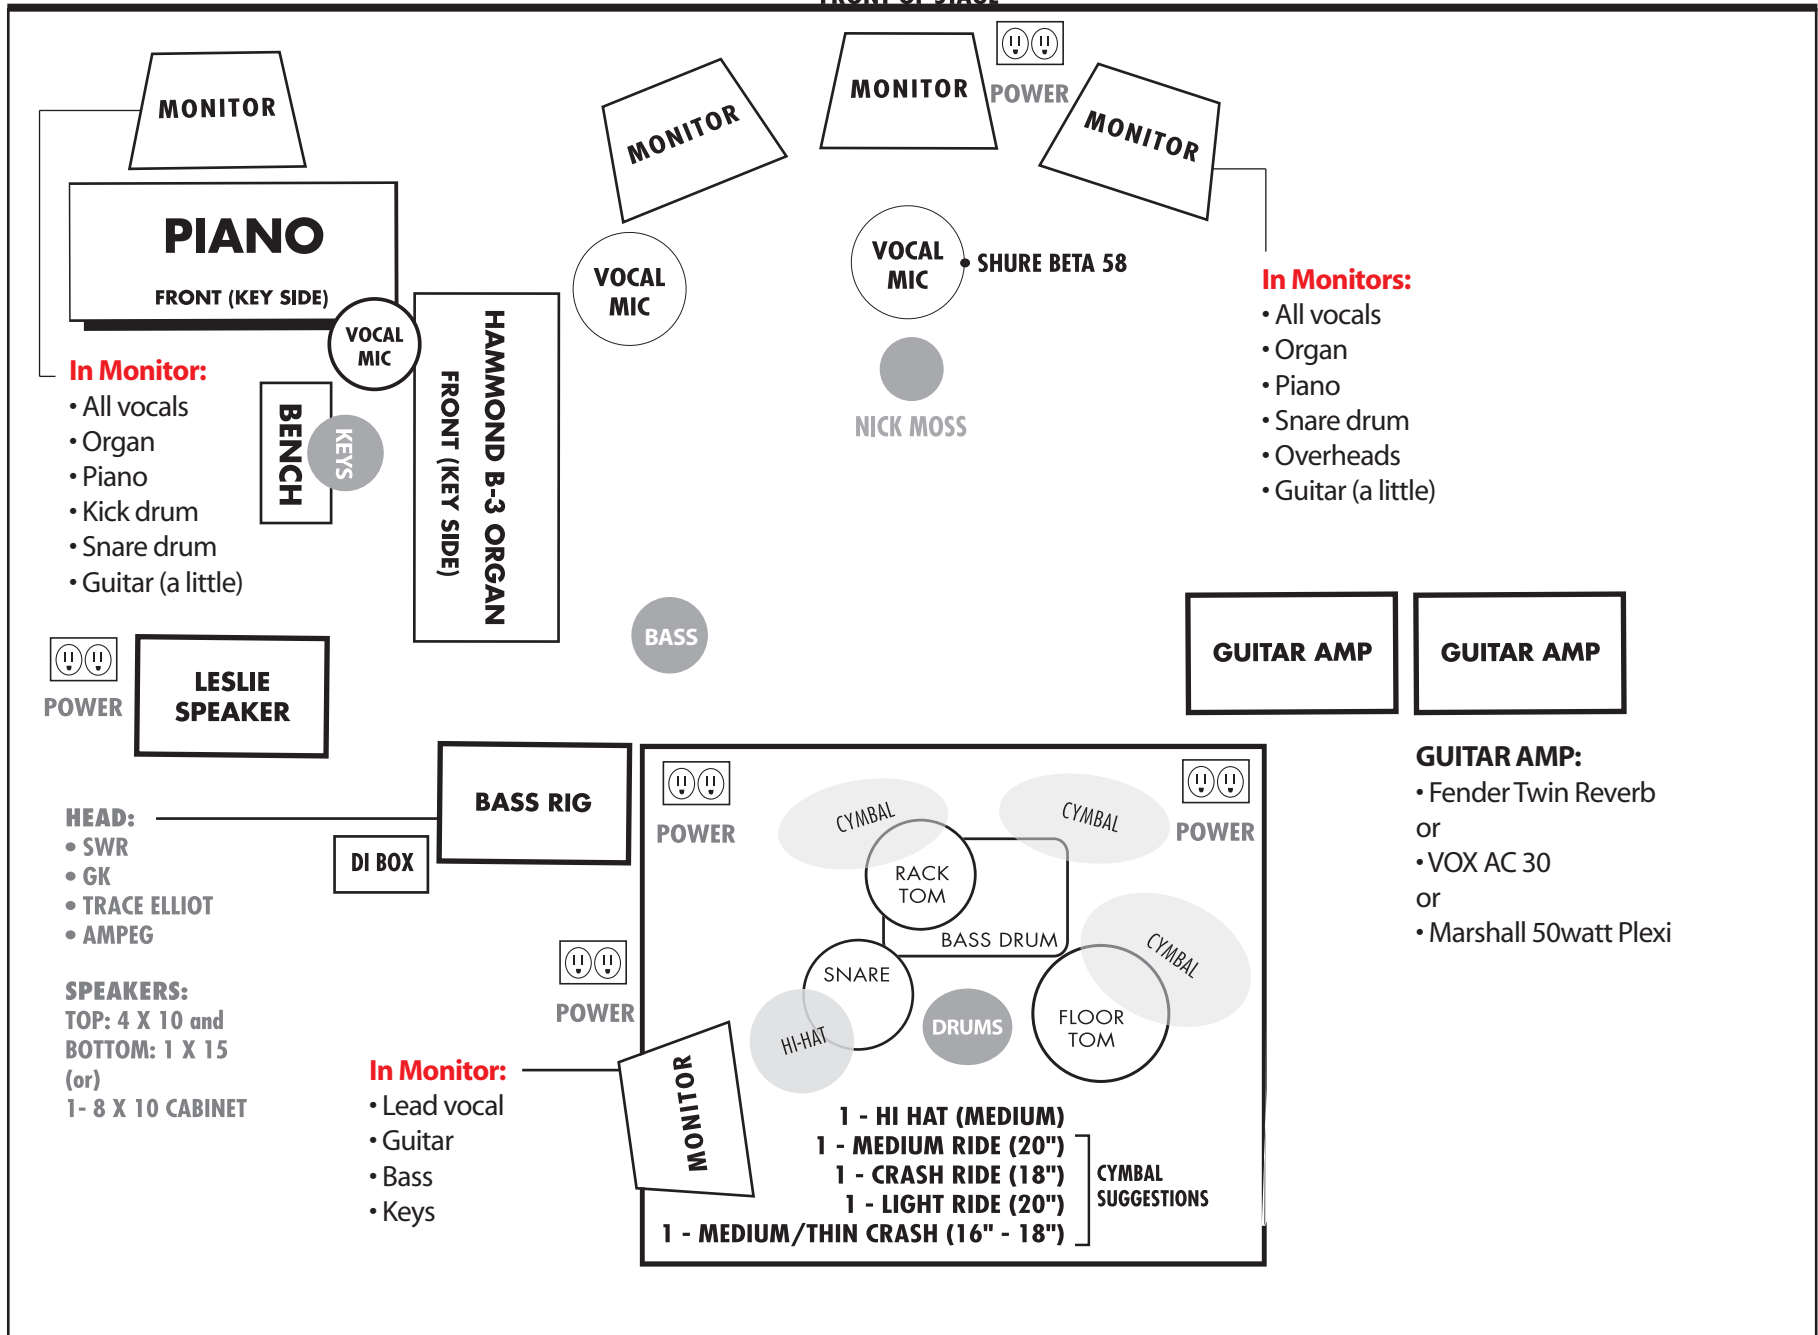 FRONT OF STAGE
MONITOR
MONITOR
MONITOR
POWER
MONITOR
PIANO
FRONT (KEY SIDE)
VOCAL
MIC
HAMMOND B-3 ORGAN
FRONT (KEY SIDE)
VOCAL
MIC
VOCAL
MIC
SHURE BETA 58
NICK MOSS
In Monitors:
• All vocals
• Organ
• Piano
• Snare drum
• Overheads
• Guitar (a little)
In Monitor:
• All vocals
• Organ
• Piano
• Kick drum
• Snare drum
• Guitar (a little)
BENCH
KEYS
BASS
POWER
LESLIE
SPEAKER
GUITAR AMP
GUITAR AMP
GUITAR AMP:
• Fender Twin Reverb
or
• VOX AC 30
or
• Marshall 50watt Plexi
BASS RIG
DI BOX
HEAD:
• SWR
• GK
• TRACE ELLIOT
• AMPEG
SPEAKERS:
TOP: 4 X 10 and
BOTTOM: 1 X 15
(or)
1- 8 X 10 CABINET
POWER
CYMBAL
CYMBAL
POWER
RACK
TOM
BASS DRUM
CYMBAL
SNARE
HI-HAT
DRUMS
FLOOR
TOM
POWER
In Monitor:
• Lead vocal
• Guitar
• Bass
• Keys
MONITOR
1 - HI HAT (MEDIUM)
1 - MEDIUM RIDE (20")
1 - CRASH RIDE (18")
1 - LIGHT RIDE (20")
1 - MEDIUM/THIN CRASH (16" - 18")
CYMBAL
SUGGESTIONS